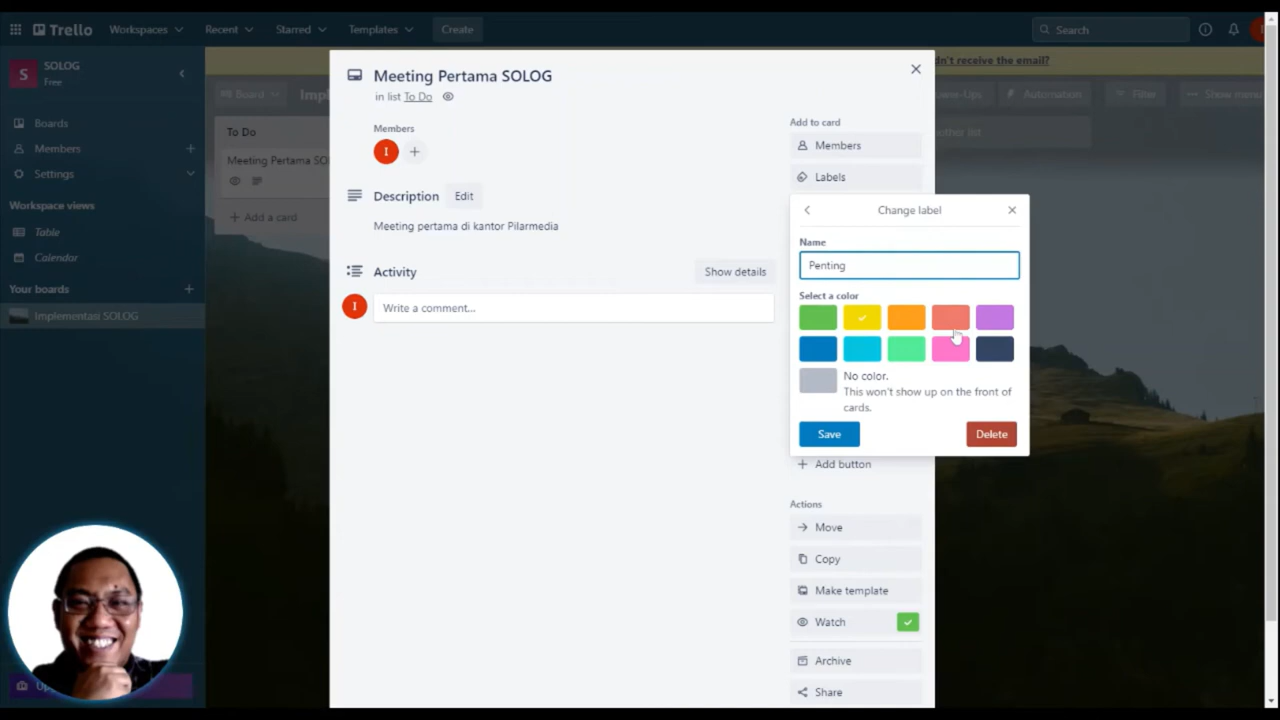 Trello
Workspaces
Recent
Starred
Templates
Create
Search
S
SOLOG
Free
Boards
Members
Settings
Workspace views
Table
Calendar
Your boards
Implementasi SOLOG
Board
To Do
Meeting Pertama SO
Add a card
Meeting Pertama SOLOG
in list To Do
Members
I
Description
Edit
Meeting pertama di kantor Pilarmedia
Activity
Show details
I
Write a comment...
dn't receive the email?
Automation
Filter
Show menu
Add to card
Members
Labels
Change label
Name
Penting
Select a color
No color.
This won't show up on the front of
cards.
Save
Delete
Add button
Actions
Move
Copy
Make template
Watch
Archive
Share